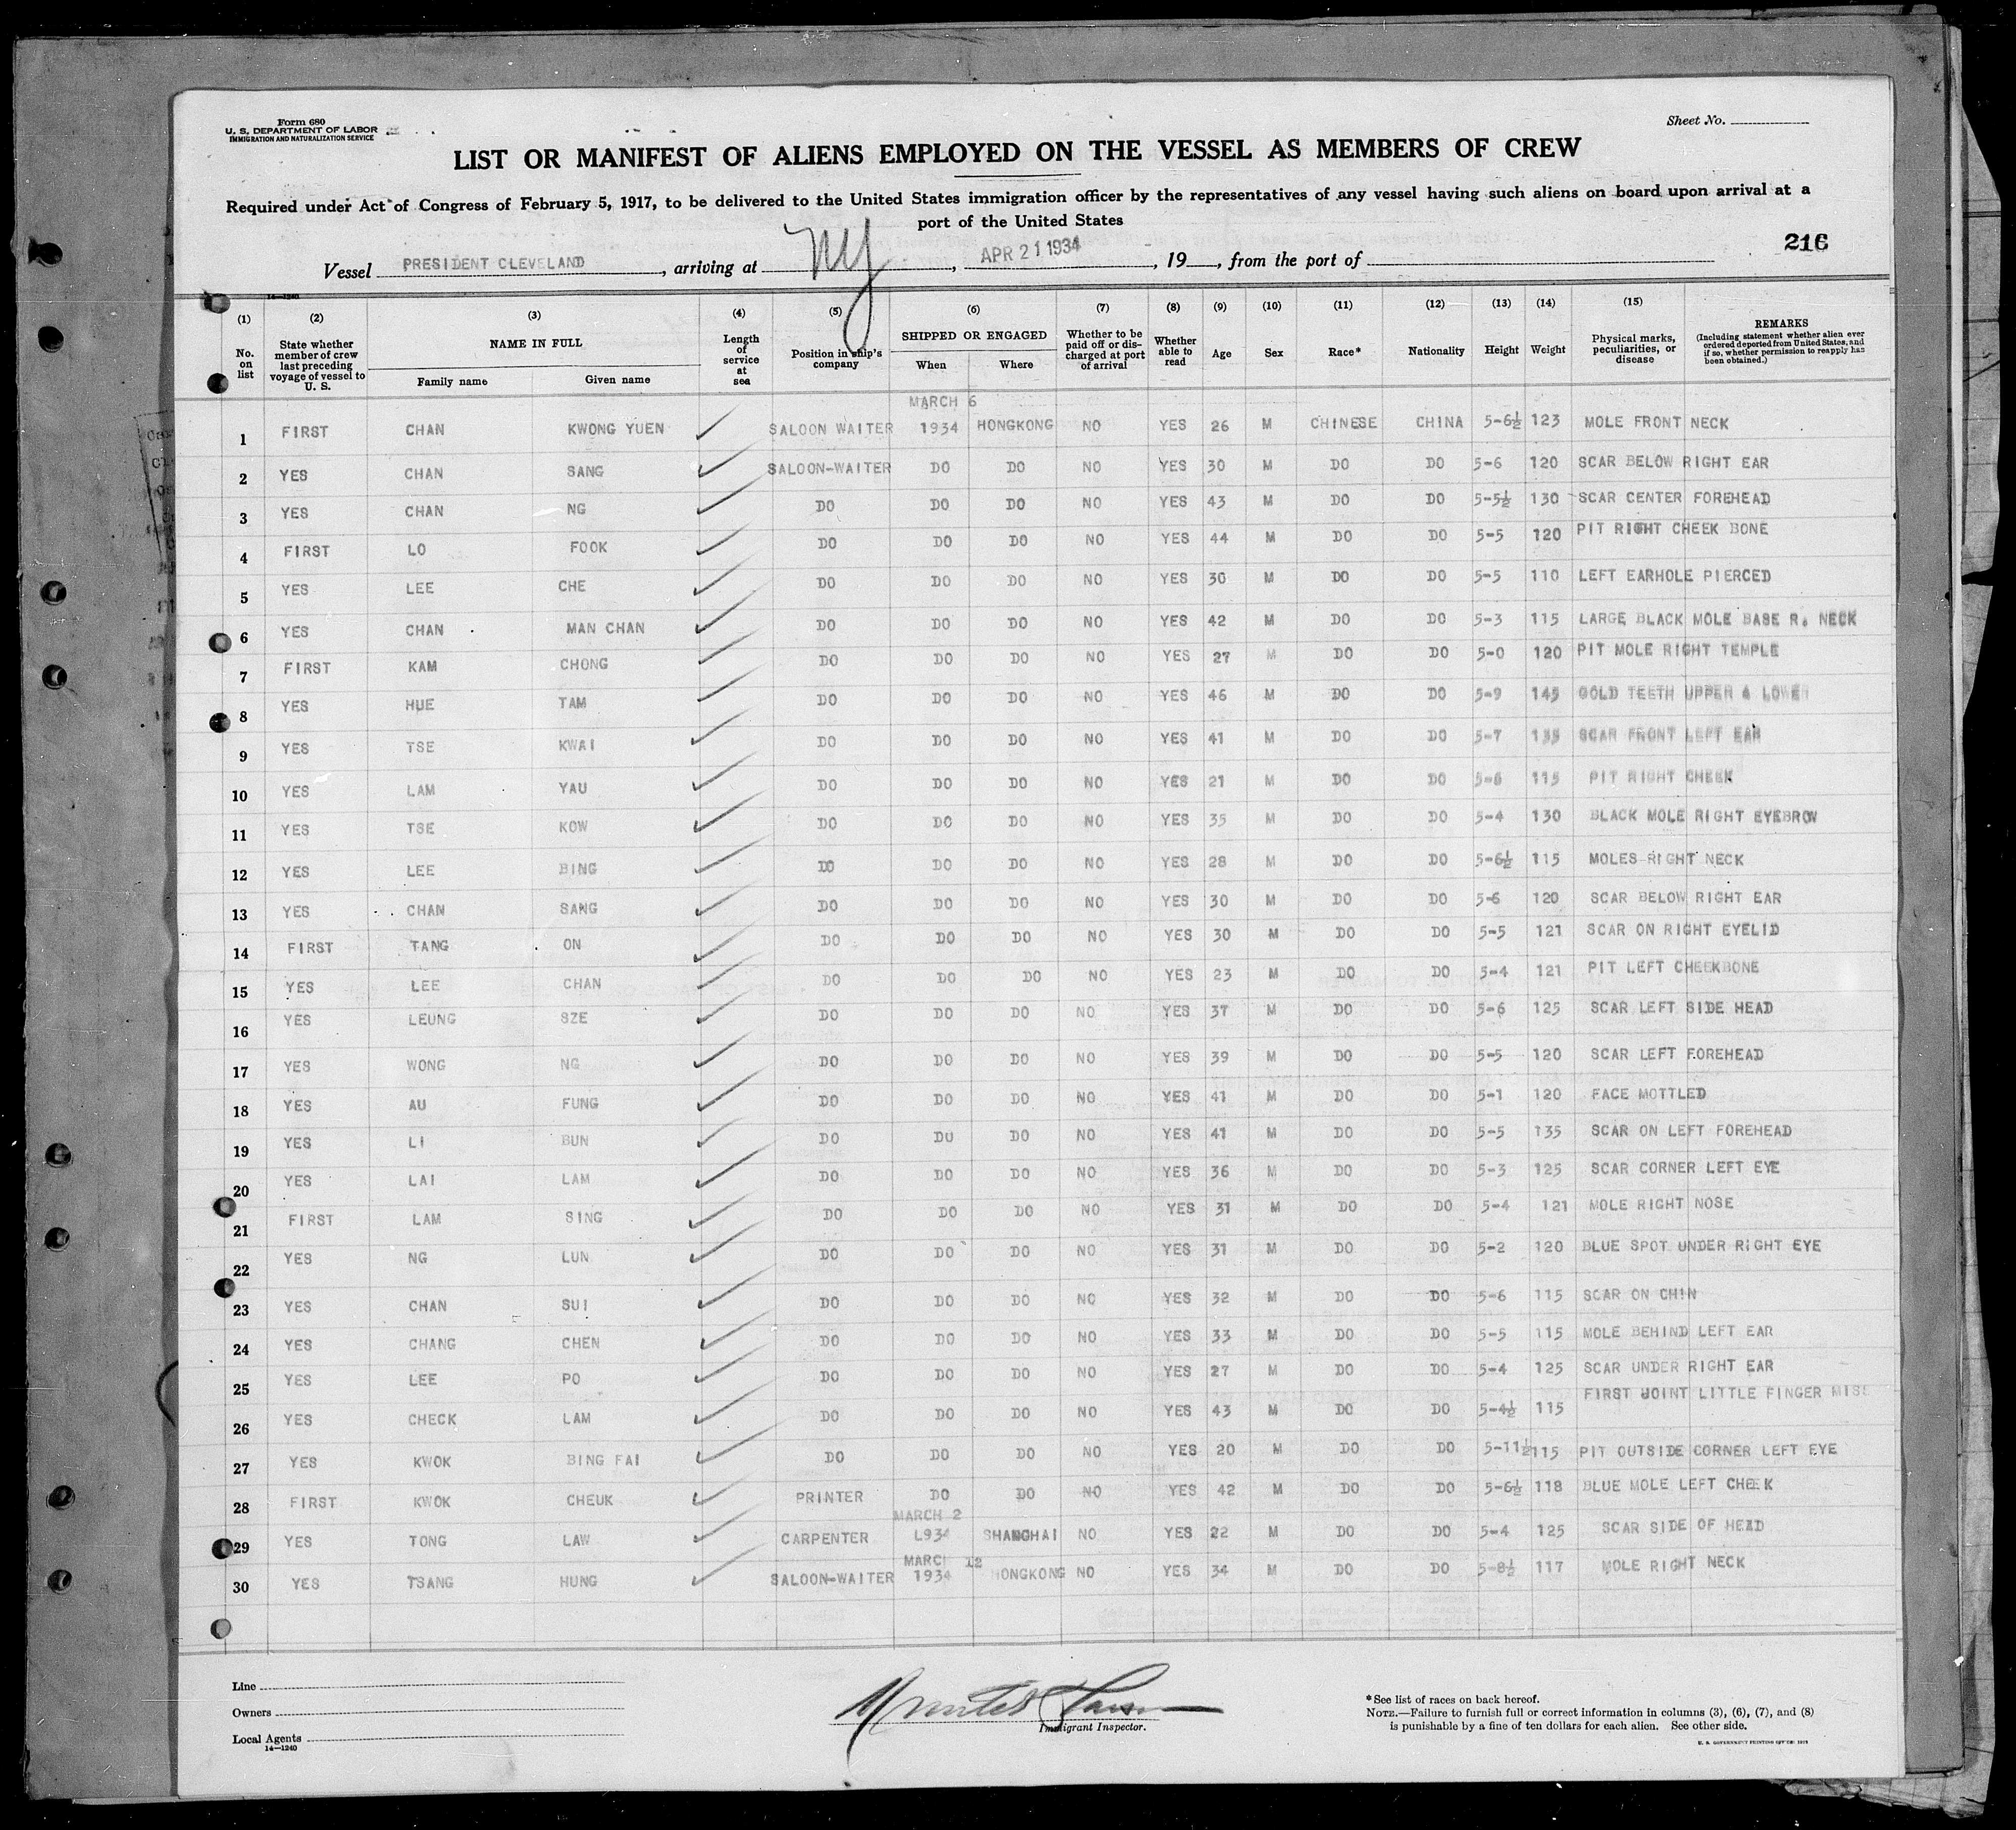 Form 680
U. S. DEPARTMENT OF LABOR
IMMIGRATION AND NATURALIZATION SERVICE
Sheet No.
LIST OR MANIFEST OF ALIENS EMPLOYED ON THE VESSEL AS MEMBERS OF CREW
Required under Act of Congress of February 5, 1917, to be delivered to the United States immigration officer by the representatives of any vessel having such aliens on board upon arrival at a
port of the United States
216
Vessel PRESIDENT CLEVELAND, arriving at NY, APR 21 1934, 19__, from the port of
14—1240
(1) No. on list (2) State whether member of crew last preceding voyage of vessel to U. S. (3) NAME IN FULL Family name Given name (4) Length of service at sea (5) Position in ship's company (6) SHIPPED OR ENGAGED When Where (7) Whether to be paid off or discharged at port of arrival (8) Whether able to read (9) Age (10) Sex (11) Race* (12) Nationality (13) Height (14) Weight (15) Physical marks, peculiarities, or disease REMARKS (Including statement whether alien ever ordered deported from United States, and if so, whether permission to reapply has been obtained.)
MARCH 6
1 FIRST CHAN KWONG YUEN SALOON WAITER 1934 HONGKONG NO YES 26 M CHINESE CHINA 5-6½ 123 MOLE FRONT NECK
2 YES CHAN SANG SALOON-WAITER DO DO NO YES 30 M DO DO 5-6 120 SCAR BELOW RIGHT EAR
3 YES CHAN NG DO DO DO NO YES 43 M DO DO 5-5½ 130 SCAR CENTER FOREHEAD
4 FIRST LO FOOK DO DO DO NO YES 44 M DO DO 5-5 120 PIT RIGHT CHEEK BONE
5 YES LEE CHE DO DO DO NO YES 30 M DO DO 5-5 110 LEFT EARHOLE PIERCED
6 YES CHAN MAN CHAN DO DO DO NO YES 42 M DO DO 5-3 115 LARGE BLACK MOLE BASE R. NECK
7 FIRST KAM CHONG DO DO DO NO YES 27 M DO DO 5-0 120 PIT MOLE RIGHT TEMPLE
8 YES HUE TAM DO DO DO NO YES 46 M DO DO 5-9 145 GOLD TEETH UPPER & LOWER
9 YES TSE KWAI DO DO DO NO YES 41 M DO DO 5-7 135 SCAR FRONT LEFT EAR
10 YES LAM YAU DO DO DO NO YES 21 M DO DO 5-6 115 PIT RIGHT CHEEK
11 YES TSE KOW DO DO DO NO YES 35 M DO DO 5-4 130 BLACK MOLE RIGHT EYEBROW
12 YES LEE BING DO DO DO NO YES 28 M DO DO 5-6½ 115 MOLES RIGHT NECK
13 YES CHAN SANG DO DO DO NO YES 30 M DO DO 5-6 120 SCAR BELOW RIGHT EAR
14 FIRST TANG ON DO DO DO NO YES 30 M DO DO 5-5 121 SCAR ON RIGHT EYELID
15 YES LEE CHAN DO DO DO NO YES 23 M DO DO 5-4 121 PIT LEFT CHEEKBONE
16 YES LEUNG SZE DO DO DO NO YES 37 M DO DO 5-6 125 SCAR LEFT SIDE HEAD
17 YES WONG NG DO DO DO NO YES 39 M DO DO 5-5 120 SCAR LEFT FOREHEAD
18 YES AU FUNG DO DO DO NO YES 41 M DO DO 5-1 120 FACE MOTTLED
19 YES LI BUN DO DO DO NO YES 41 M DO DO 5-5 135 SCAR ON LEFT FOREHEAD
20 YES LAI LAM DO DO DO NO YES 36 M DO DO 5-3 125 SCAR CORNER LEFT EYE
21 FIRST LAM SING DO DO DO NO YES 31 M DO DO 5-4 121 MOLE RIGHT NOSE
22 YES NG LUN DO DO DO NO YES 31 M DO DO 5-2 120 BLUE SPOT UNDER RIGHT EYE
23 YES CHAN SUI DO DO DO NO YES 32 M DO DO 5-6 115 SCAR ON CHIN
24 YES CHANG CHEN DO DO DO NO YES 33 M DO DO 5-5 115 MOLE BEHIND LEFT EAR
25 YES LEE PO DO DO DO NO YES 27 M DO DO 5-4 125 SCAR UNDER RIGHT EAR
26 YES CHECK LAM DO DO DO NO YES 43 M DO DO 5-4½ 115 FIRST JOINT LITTLE FINGER MISS
27 YES KWOK BING FAI DO DO DO NO YES 20 M DO DO 5-11½ 115 PIT OUTSIDE CORNER LEFT EYE
28 FIRST KWOK CHEUK PRINTER DO DO NO YES 42 M DO DO 5-6½ 118 BLUE MOLE LEFT CHEEK
MARCH 2
29 YES TONG LAW CARPENTER L934 SHANGHAI NO YES 22 M DO DO 5-4 125 SCAR SIDE OF HEAD
MARCH 12
30 YES TSANG HUNG SALOON-WAITER 1934 HONGKONG NO YES 34 M DO DO 5-8½ 117 MOLE RIGHT NECK
Line
Owners
Local Agents
14—1240
Immigrant Inspector.
*See list of races on back hereof.
NOTE.—Failure to furnish full or correct information in columns (3), (6), (7), and (8)
is punishable by a fine of ten dollars for each alien. See other side.
U. S. GOVERNMENT PRINTING OFFICE: